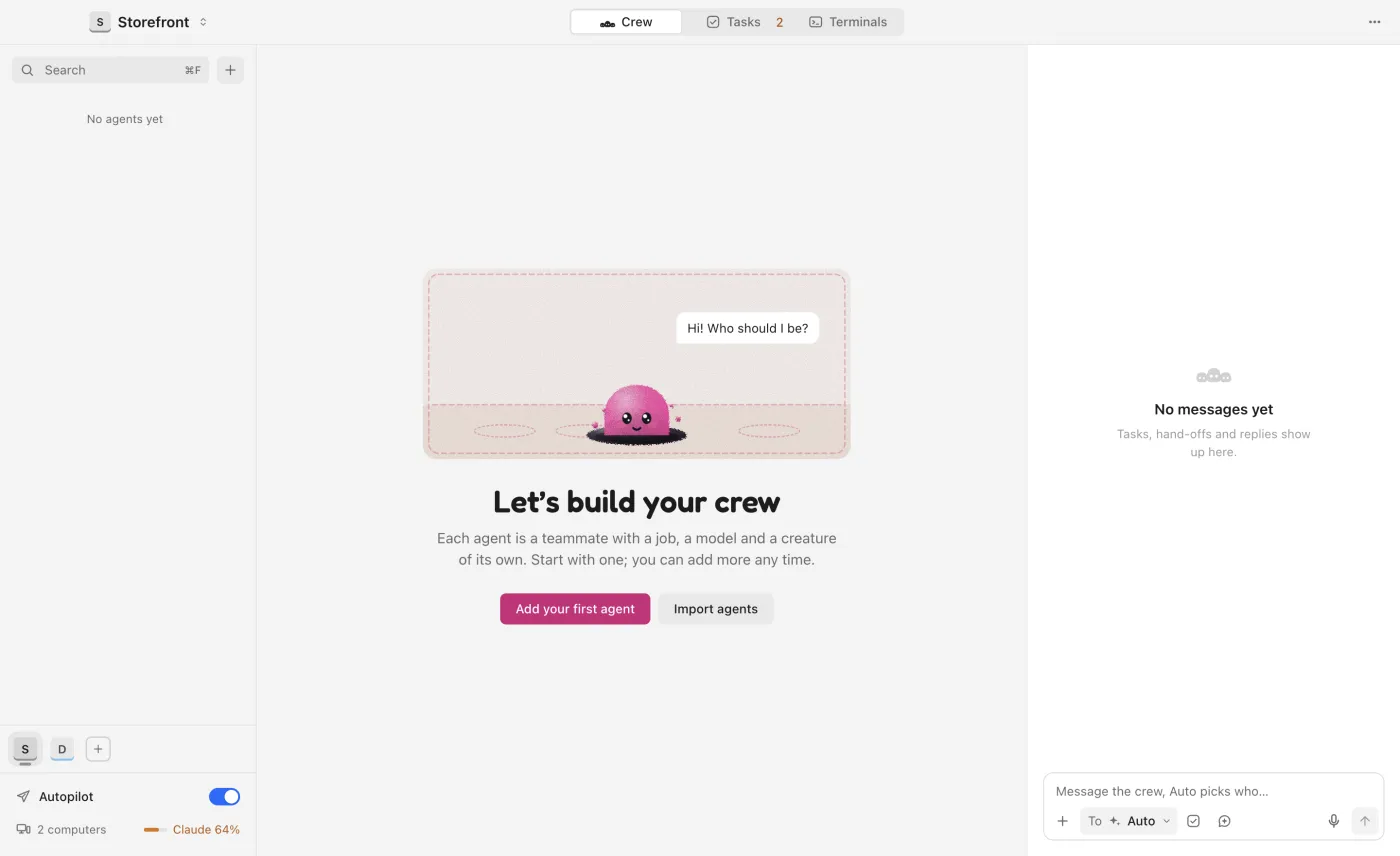 S Storefront
Crew
Tasks 2
Terminals
Search ⌘F
No agents yet
Hi! Who should I be?
Let's build your crew
Each agent is a teammate with a job, a model and a creature
of its own. Start with one; you can add more any time.
Add your first agent
Import agents
No messages yet
Tasks, hand-offs and replies show
up here.
S
D
Autopilot
2 computers
Claude 64%
Message the crew, Auto picks who...
To Auto